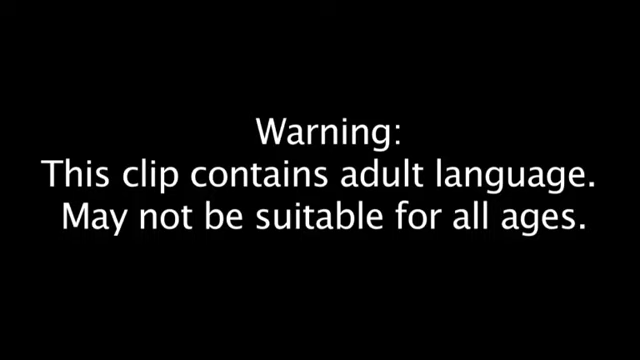 Warning:
This clip contains adult language.
May not be suitable for all ages.